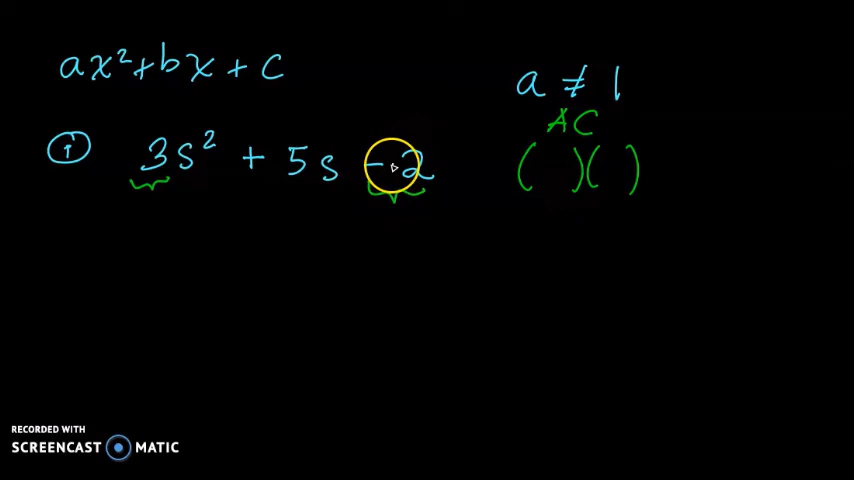 ax²+bx + c
a ≠ 1
AC
① 3s² + 5s -2 ( )( )
RECORDED WITH
SCREENCAST MATIC